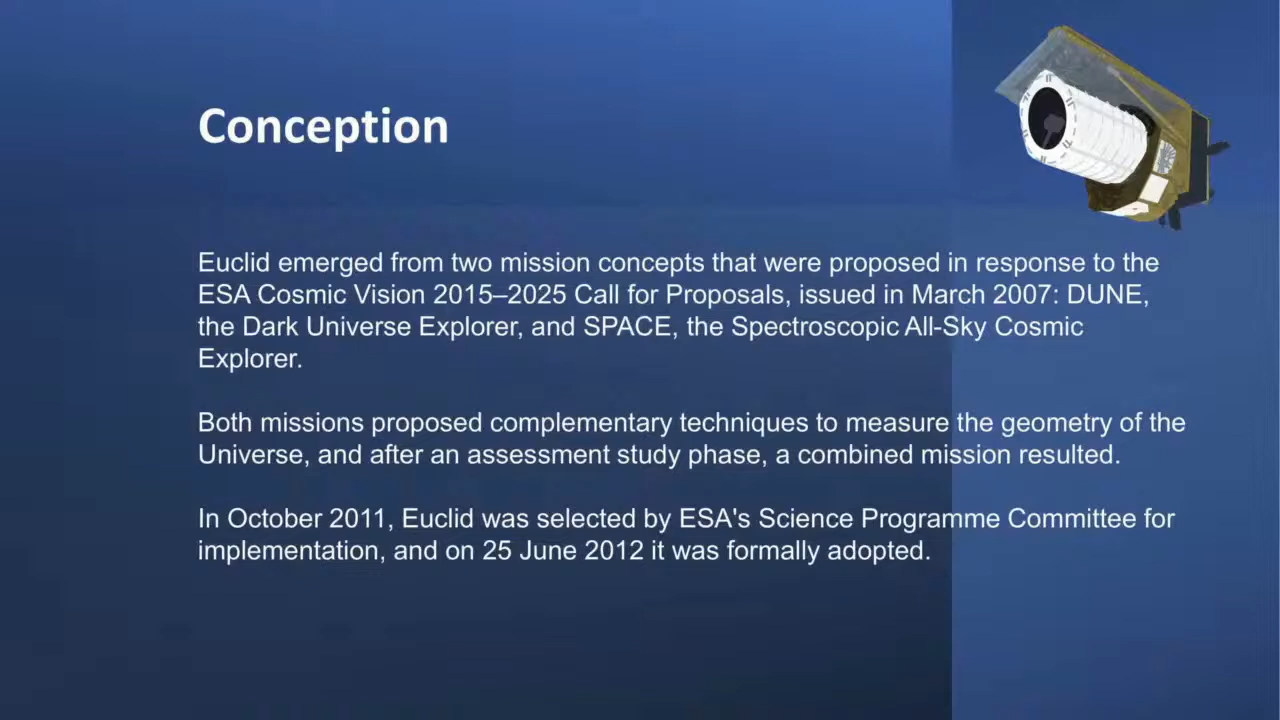 Conception
Euclid emerged from two mission concepts that were proposed in response to the
ESA Cosmic Vision 2015–2025 Call for Proposals, issued in March 2007: DUNE,
the Dark Universe Explorer, and SPACE, the Spectroscopic All-Sky Cosmic
Explorer.
Both missions proposed complementary techniques to measure the geometry of the
Universe, and after an assessment study phase, a combined mission resulted.
In October 2011, Euclid was selected by ESA's Science Programme Committee for
implementation, and on 25 June 2012 it was formally adopted.